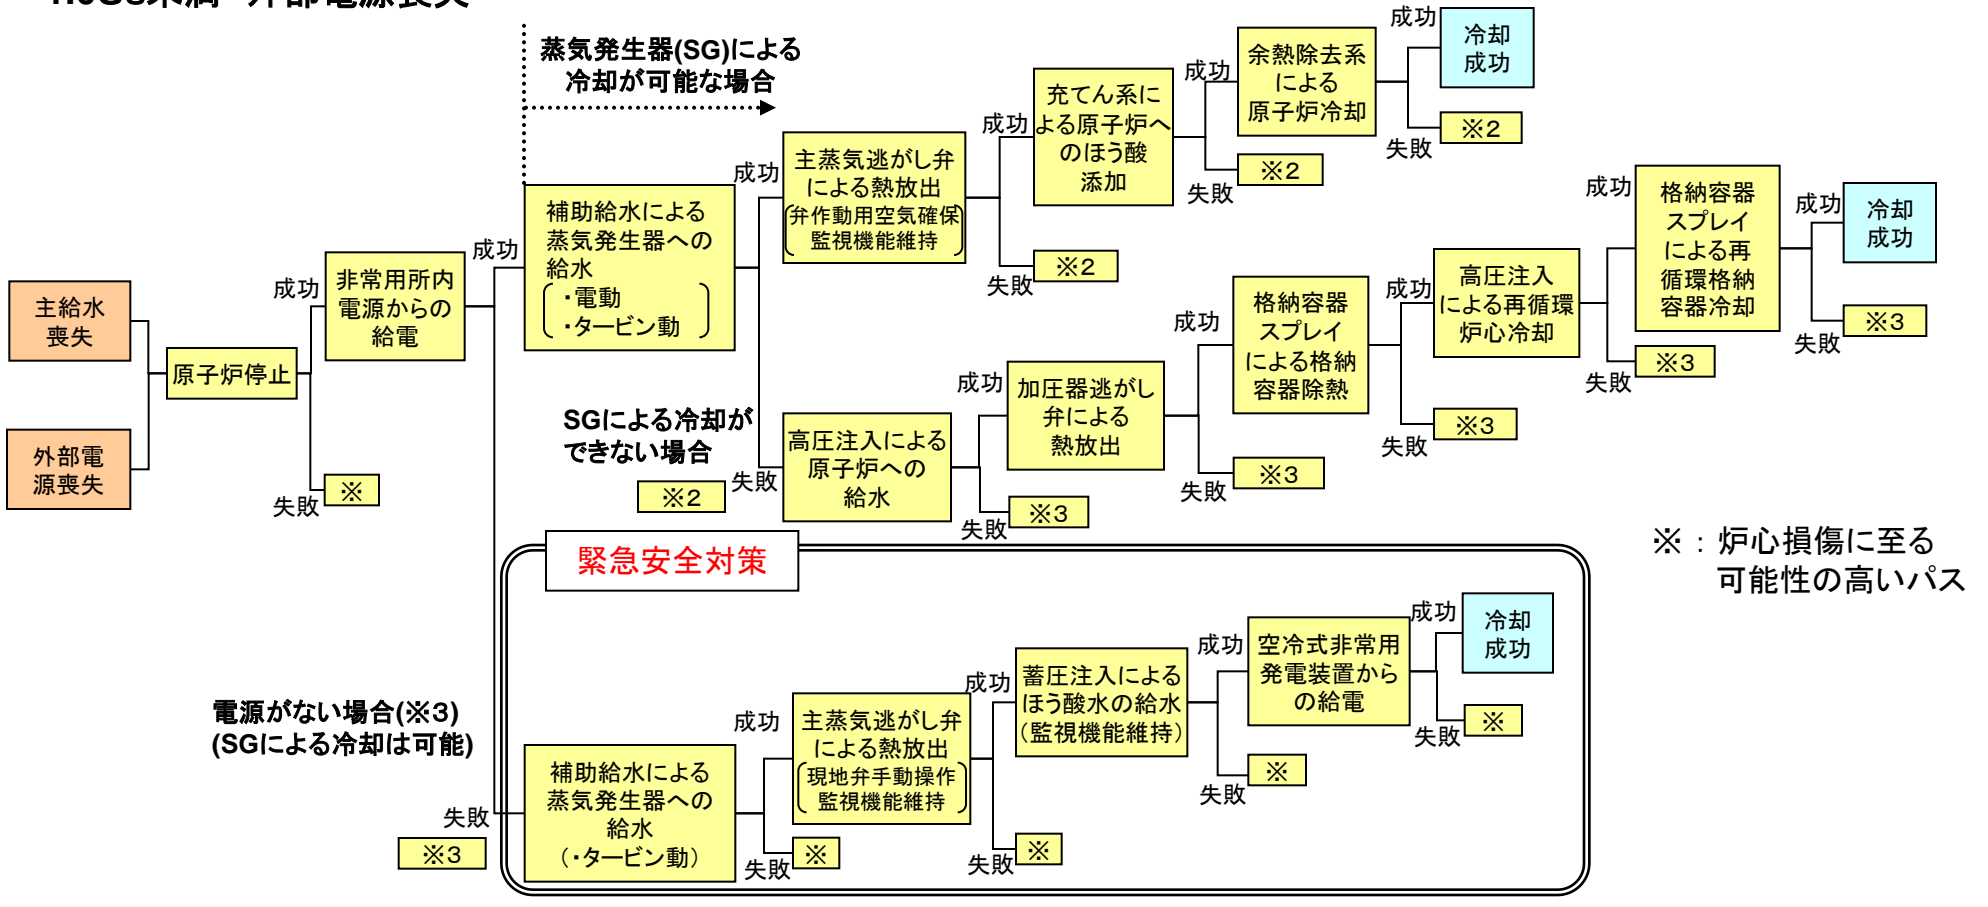 蒸気発生器(SG)による
冷却が可能な場合
主給水
喪失
外部電
源喪失
原子炉停止
成功
失敗
※
非常用所内
電源からの
給電
成功
失敗
※3
補助給水による
蒸気発生器への
給水
・電動
・タービン動
成功
失敗
※2
主蒸気逃がし弁
による熱放出
弁作動用空気確保
監視機能維持
成功
失敗
※2
充てん系に
よる原子炉へ
のほう酸
添加
成功
失敗
※2
余熱除去系
による
原子炉冷却
成功
失敗
※2
冷却
成功
SGによる冷却が
できない場合
高圧注入による
原子炉への
給水
成功
失敗
※3
加圧器逃がし
弁による
熱放出
成功
失敗
※3
格納容器
スプレイ
による格納
容器除熱
成功
失敗
※3
高圧注入
による再循環
炉心冷却
成功
失敗
※3
格納容器
スプレイ
による再
循環格納
容器冷却
成功
失敗
※3
冷却
成功
※：炉心損傷に至る
可能性の高いパス
緊急安全対策
電源がない場合(※3)
(SGによる冷却は可能)
補助給水による
蒸気発生器への
給水
（・タービン動）
成功
失敗
※
主蒸気逃がし弁
による熱放出
現地弁手動操作
監視機能維持
成功
失敗
※
蓄圧注入による
ほう酸水の給水
（監視機能維持）
成功
失敗
※
空冷式非常用
発電装置から
の給電
成功
失敗
※
冷却
成功